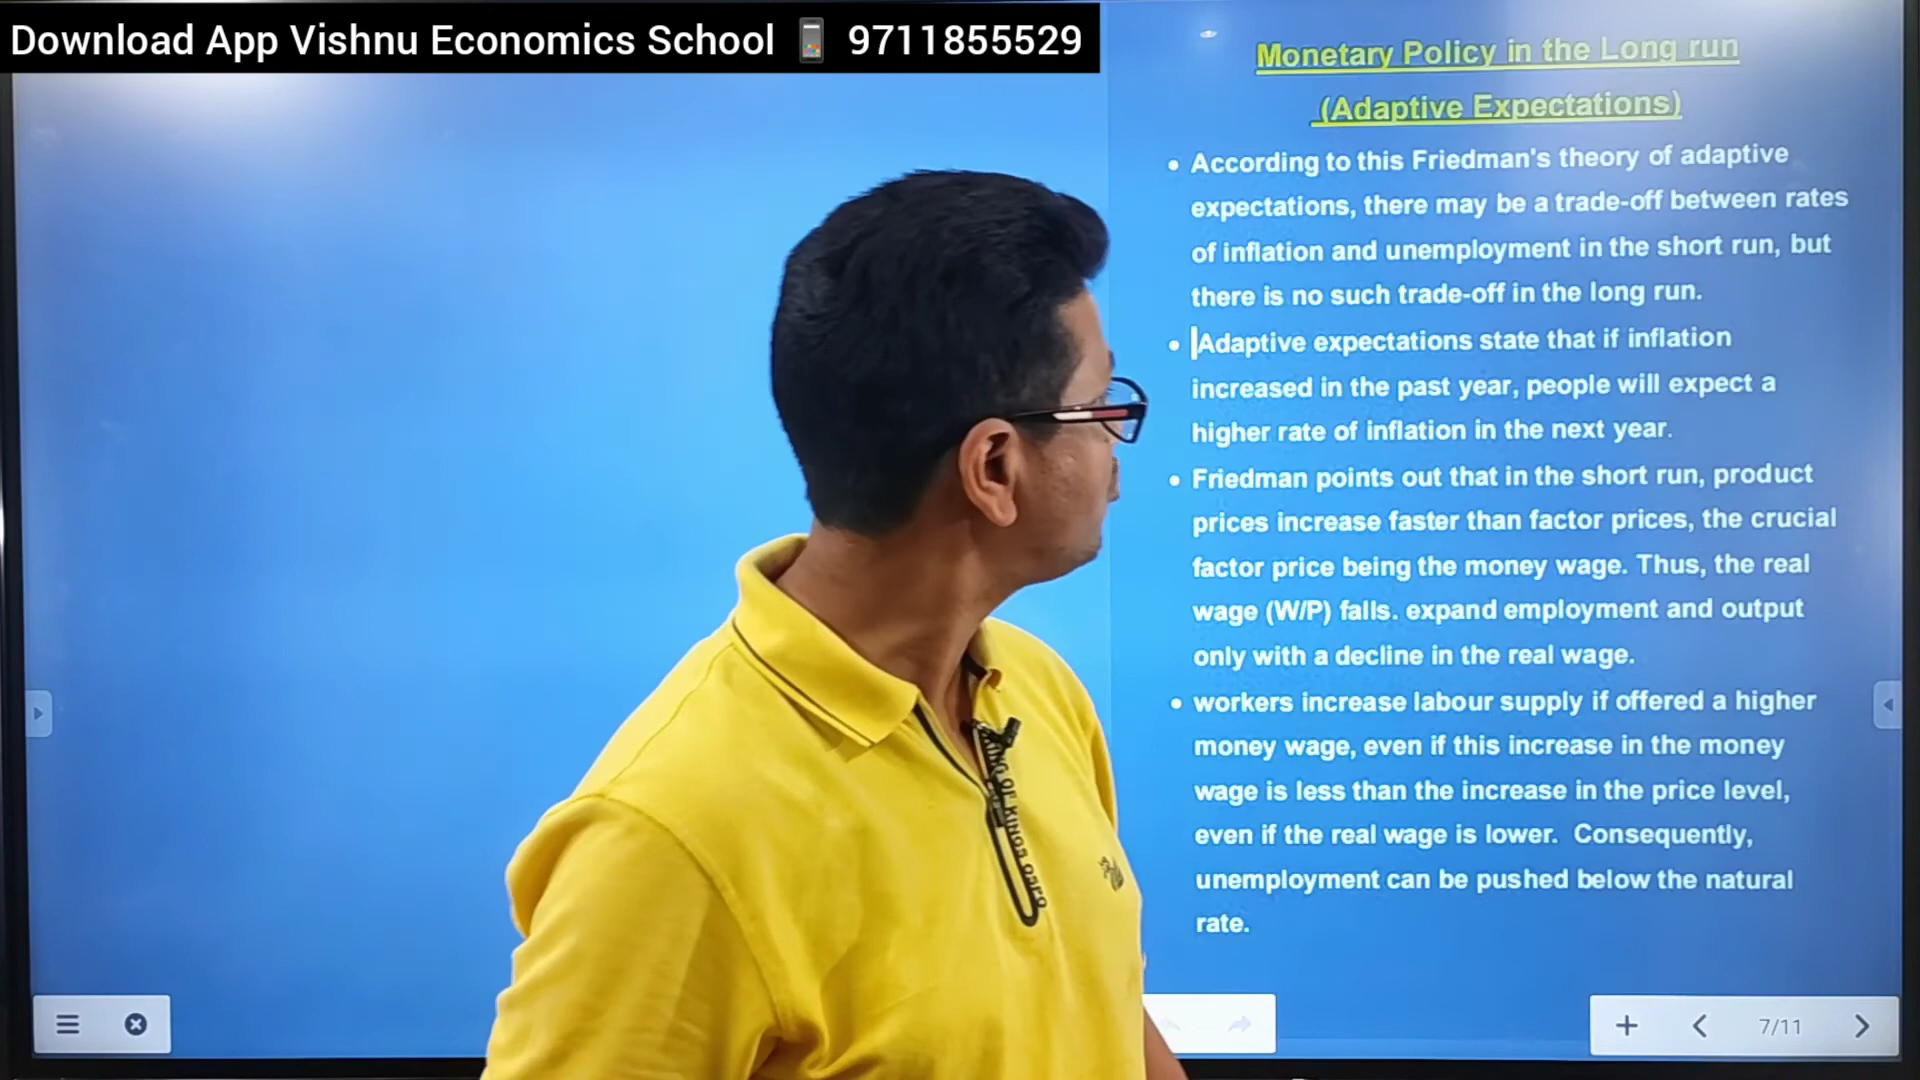 Download App Vishnu Economics School 📱 9711855529
Monetary Policy in the Long run
(Adaptive Expectations)
• According to this Friedman's theory of adaptive
expectations, there may be a trade-off between rates
of inflation and unemployment in the short run, but
there is no such trade-off in the long run.
• Adaptive expectations state that if inflation
increased in the past year, people will expect a
higher rate of inflation in the next year.
• Friedman points out that in the short run, product
prices increase faster than factor prices, the crucial
factor price being the money wage. Thus, the real
wage (W/P) falls. expand employment and output
only with a decline in the real wage.
• workers increase labour supply if offered a higher
money wage, even if this increase in the money
wage is less than the increase in the price level,
even if the real wage is lower. Consequently,
unemployment can be pushed below the natural
rate.
KING OF KINGS
7/11